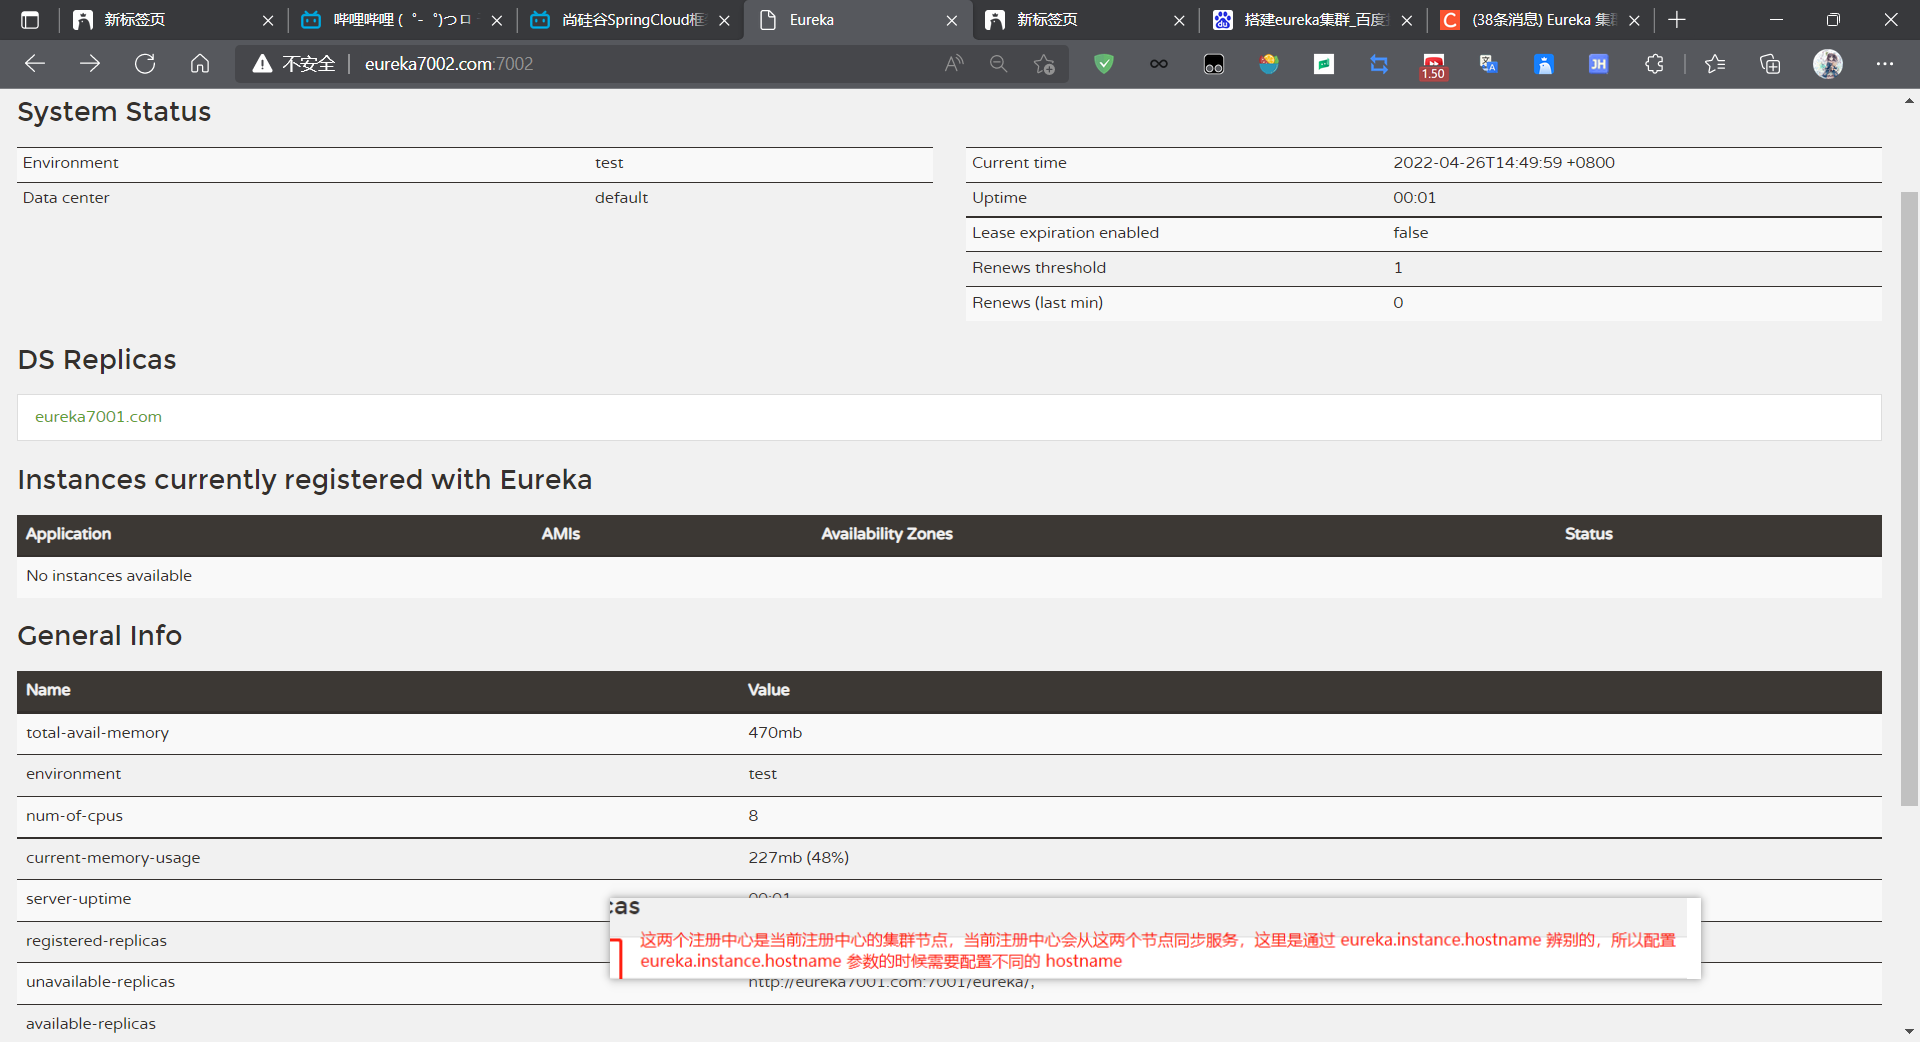 新标签页
哔哩哔哩 ( ゜- ゜)つロ
尚硅谷SpringCloud框
Eureka
新标签页
搭建eureka集群_百度
(38条消息) Eureka 集
不安全
eureka7002.com:7002
1.50
JH
System Status
Environment test
Data center default
Current time 2022-04-26T14:49:59 +0800
Uptime 00:01
Lease expiration enabled false
Renews threshold 1
Renews (last min) 0
DS Replicas
eureka7001.com
Instances currently registered with Eureka
Application AMIs Availability Zones Status
No instances available
General Info
Name Value
total-avail-memory 470mb
environment test
num-of-cpus 8
current-memory-usage 227mb (48%)
server-uptime 00:01
cas
registered-replicas
这两个注册中心是当前注册中心的集群节点，当前注册中心会从这两个节点同步服务，这里是通过 eureka.instance.hostname 辨别的，所以配置
eureka.instance.hostname 参数的时候需要配置不同的 hostname
unavailable-replicas http://eureka7001.com:7001/eureka/,
available-replicas